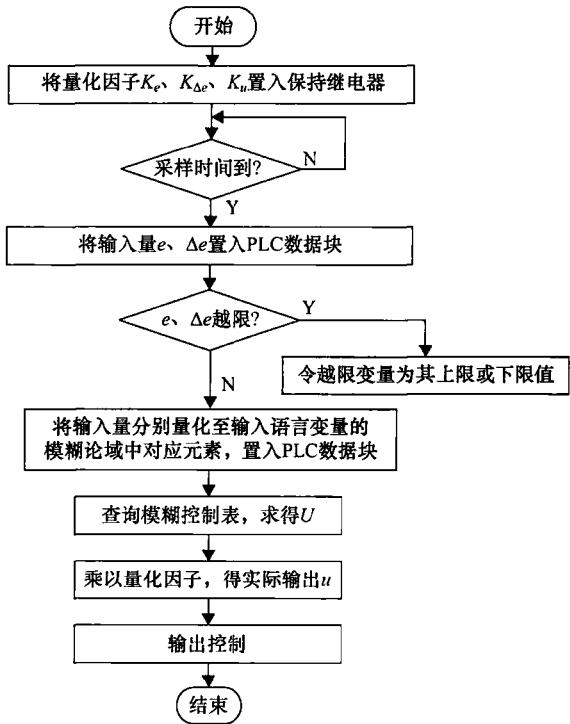 开始
将量化因子Ke、KΔe、Ku置入保持继电器
采样时间到?
N
Y
将输入量e、Δe置入PLC数据块
e、Δe越限?
Y
令越限变量为其上限或下限值
N
将输入量分别量化至输入语言变量的
模糊论域中对应元素，置入PLC数据块
查询模糊控制表，求得U
乘以量化因子，得实际输出u
输出控制
结束